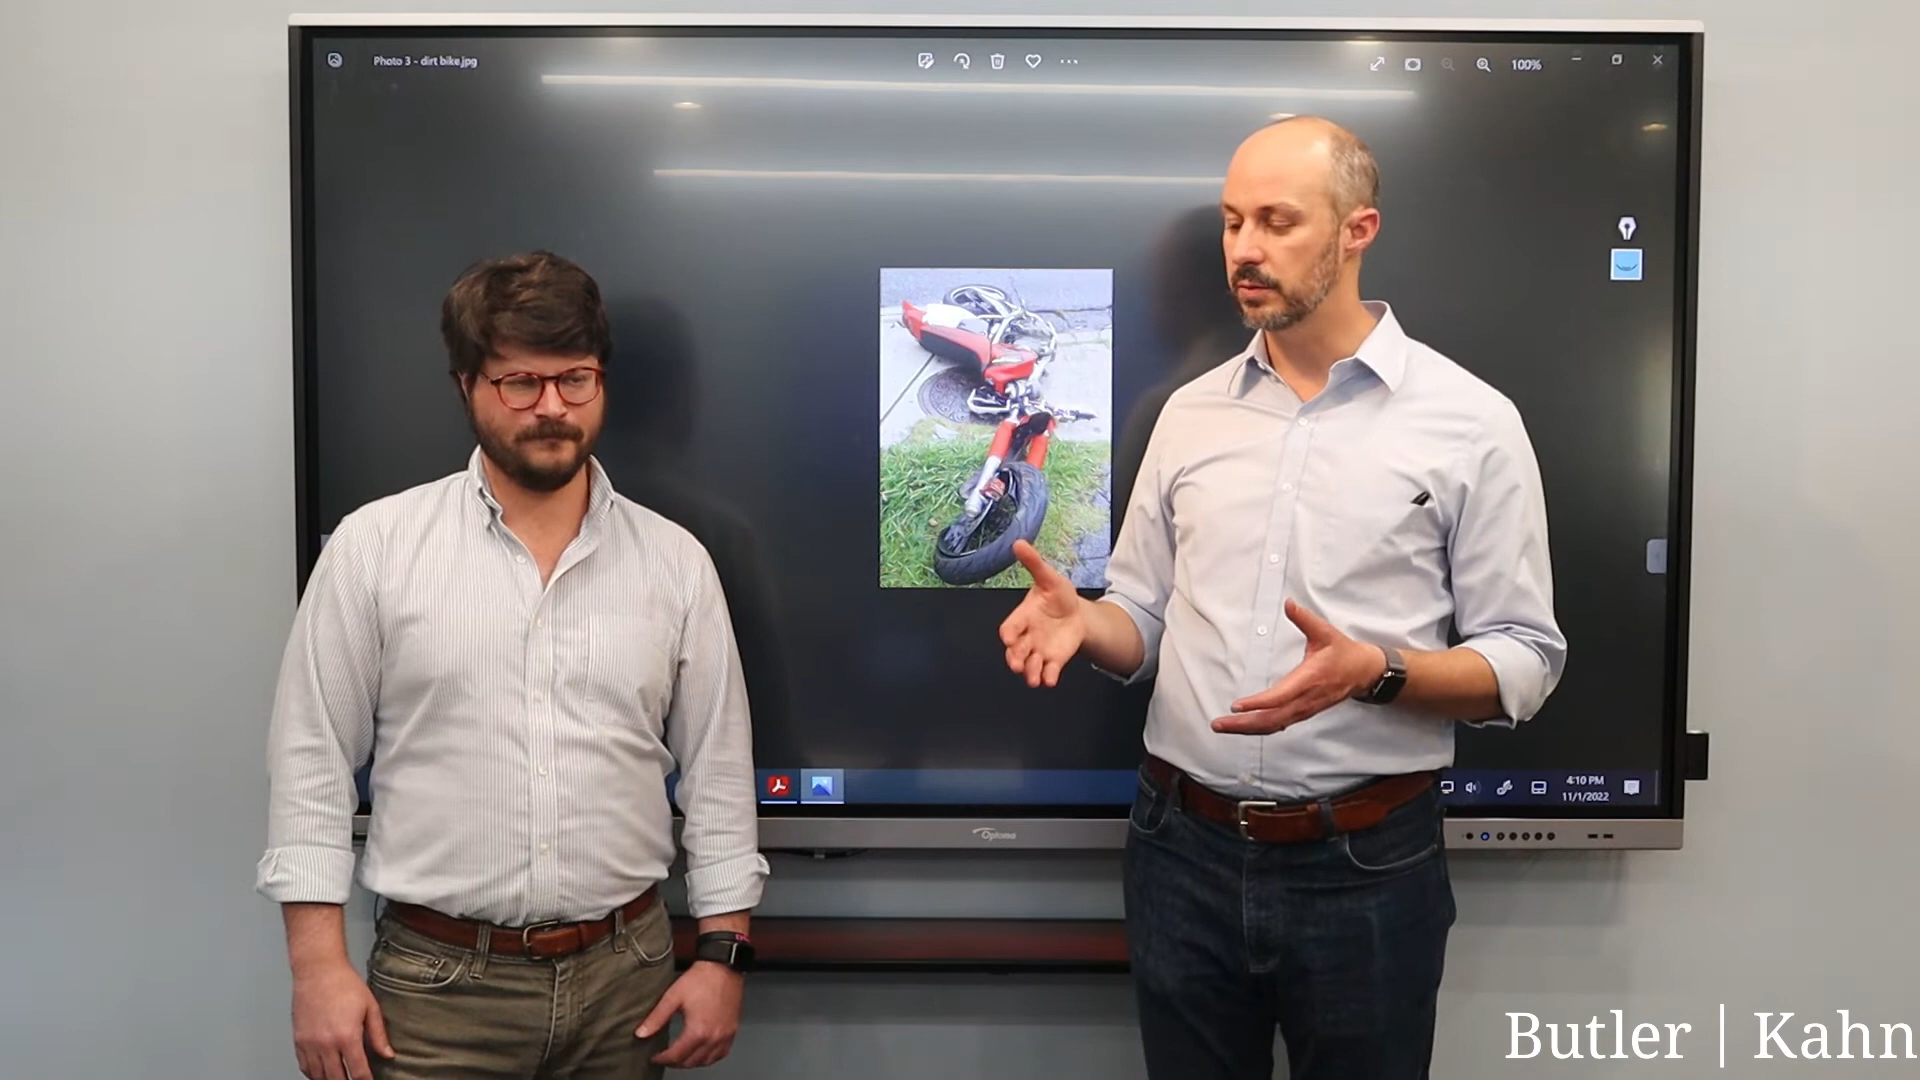 Photo 3 - dirt bike.jpg
100%
4:10 PM
11/1/2022
Optoma
Butler | Kahn